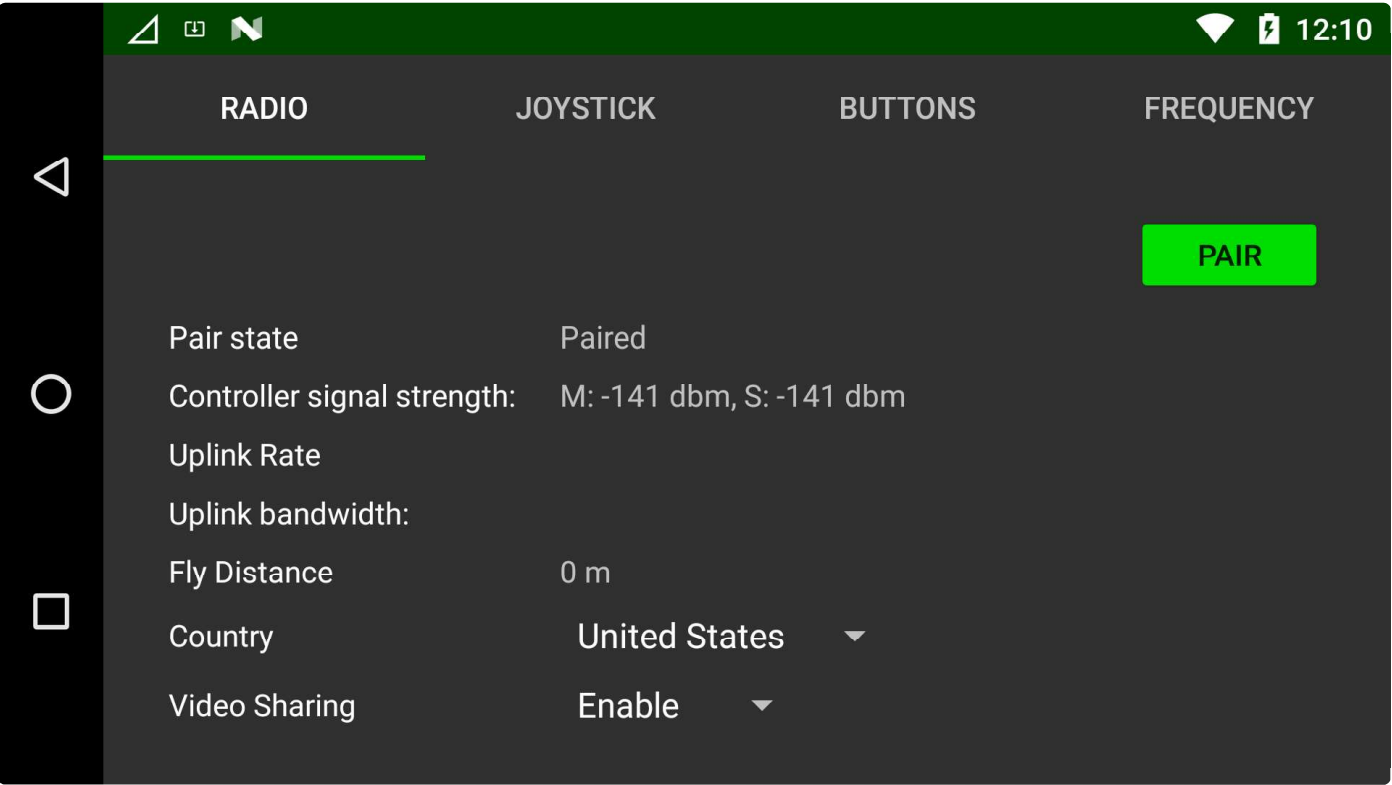 12:10
RADIO JOYSTICK BUTTONS FREQUENCY
PAIR
Pair state Paired
Controller signal strength: M: -141 dbm, S: -141 dbm
Uplink Rate
Uplink bandwidth:
Fly Distance 0 m
Country United States
Video Sharing Enable